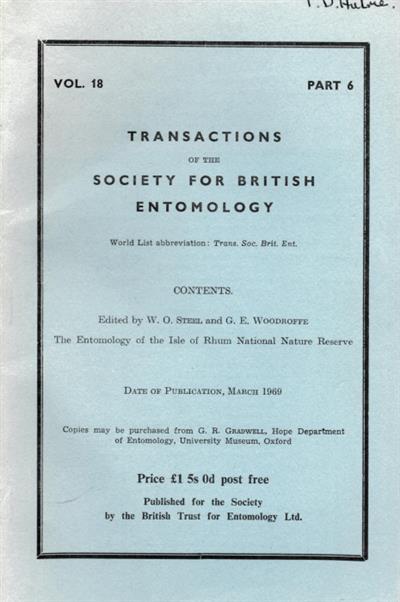 VOL. 18 PART 6
TRANSACTIONS
OF THE
SOCIETY FOR BRITISH
ENTOMOLOGY
World List abbreviation: Trans. Soc. Brit. Ent.
CONTENTS.
Edited by W. O. STEEL and G. E. WOODROFFE
The Entomology of the Isle of Rhum National Nature Reserve
DATE OF PUBLICATION, MARCH 1969
Copies may be purchased from G. R. GRADWELL, Hope Department
of Entomology, University Museum, Oxford
Price £1 5s 0d post free
Published for the Society
by the British Trust for Entomology Ltd.